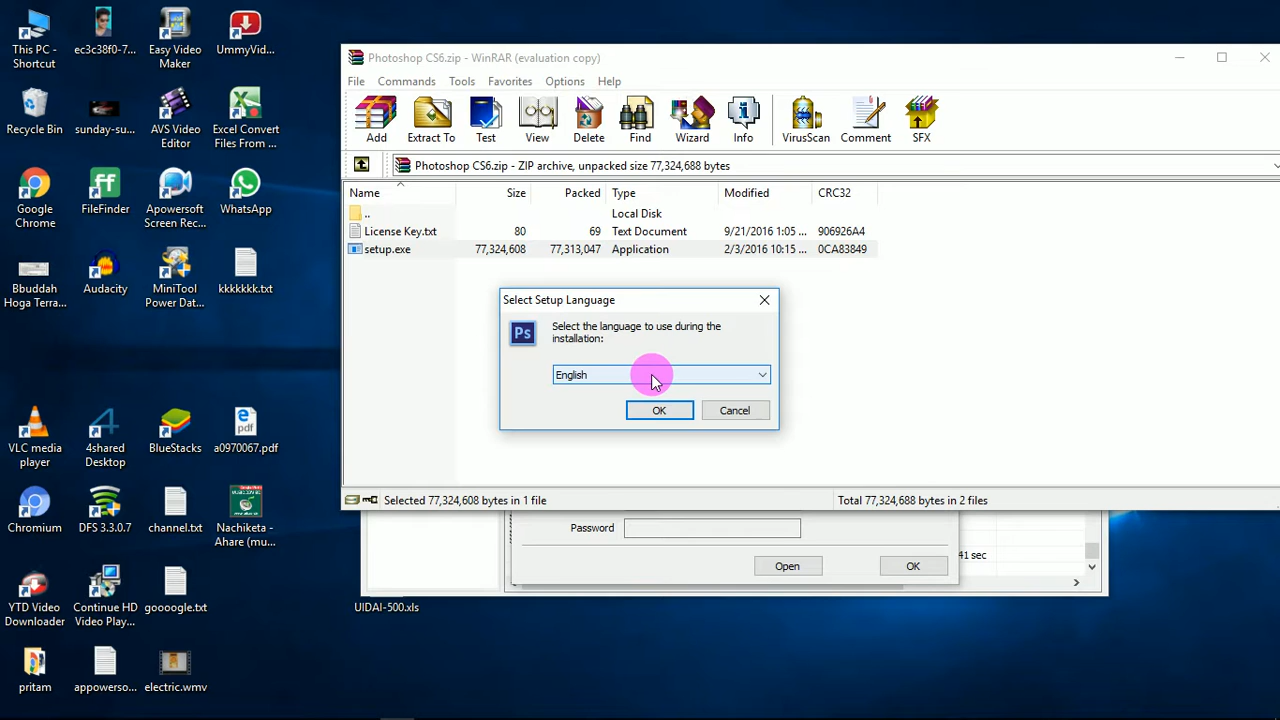 This PC -
Shortcut
ec3c38f0-7...
Easy Video
Maker
UmmyVid...
Recycle Bin
sunday-su...
AVS Video
Editor
Excel Convert
Files From ...
Google
Chrome
FileFinder
Apowersoft
Screen Rec...
WhatsApp
Bbuddah
Hoga Terra...
Audacity
MiniTool
Power Dat...
kkkkkkk.txt
VLC media
player
4shared
Desktop
BlueStacks
pdf
a0970067.pdf
Chromium
DFS 3.3.0.7
channel.txt
Nachiketa -
Ahare (mu...
YTD Video
Downloader
Continue HD
Video Play...
goooogle.txt
pritam
appowerso...
electric.wmv
Photoshop CS6.zip - WinRAR (evaluation copy)
File Commands Tools Favorites Options Help
Add Extract To Test View Delete Find Wizard Info VirusScan Comment SFX
Photoshop CS6.zip - ZIP archive, unpacked size 77,324,688 bytes
Name Size Packed Type Modified CRC32
.. Local Disk
License Key.txt 80 69 Text Document 9/21/2016 1:05 ... 906926A4
setup.exe 77,324,608 77,313,047 Application 2/3/2016 10:15 ... 0CA83849
Select Setup Language
Ps
Select the language to use during the
installation:
English
OK Cancel
Selected 77,324,608 bytes in 1 file Total 77,324,688 bytes in 2 files
Password
41 sec
Open OK
UIDAI-500.xls